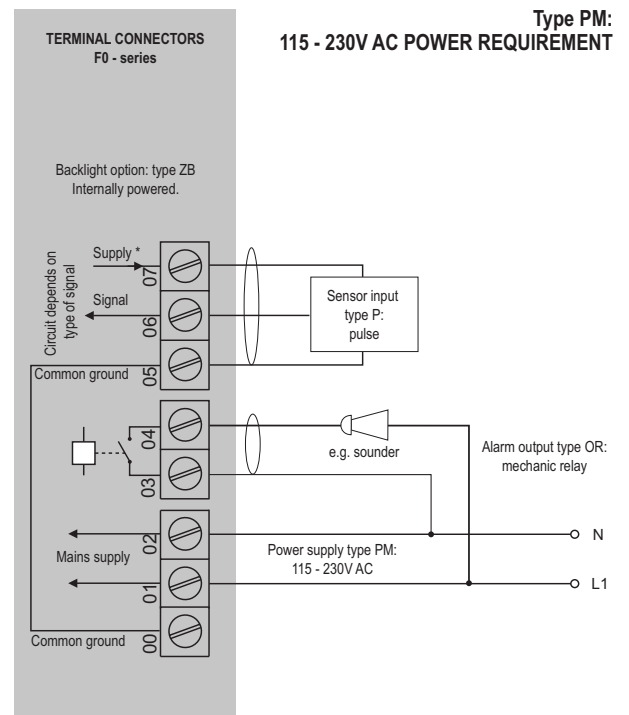 Type PM:
115 - 230V AC POWER REQUIREMENT
TERMINAL CONNECTORS
F0 - series
Backlight option: type ZB
Internally powered.
Circuit depends on
type of signal
Supply *
07
Signal
06
Common ground
05
Sensor input
type P:
pulse
04
03
e.g. sounder
Alarm output type OR:
mechanic relay
02
Mains supply
01
Power supply type PM:
115 - 230V AC
N
L1
Common ground
00